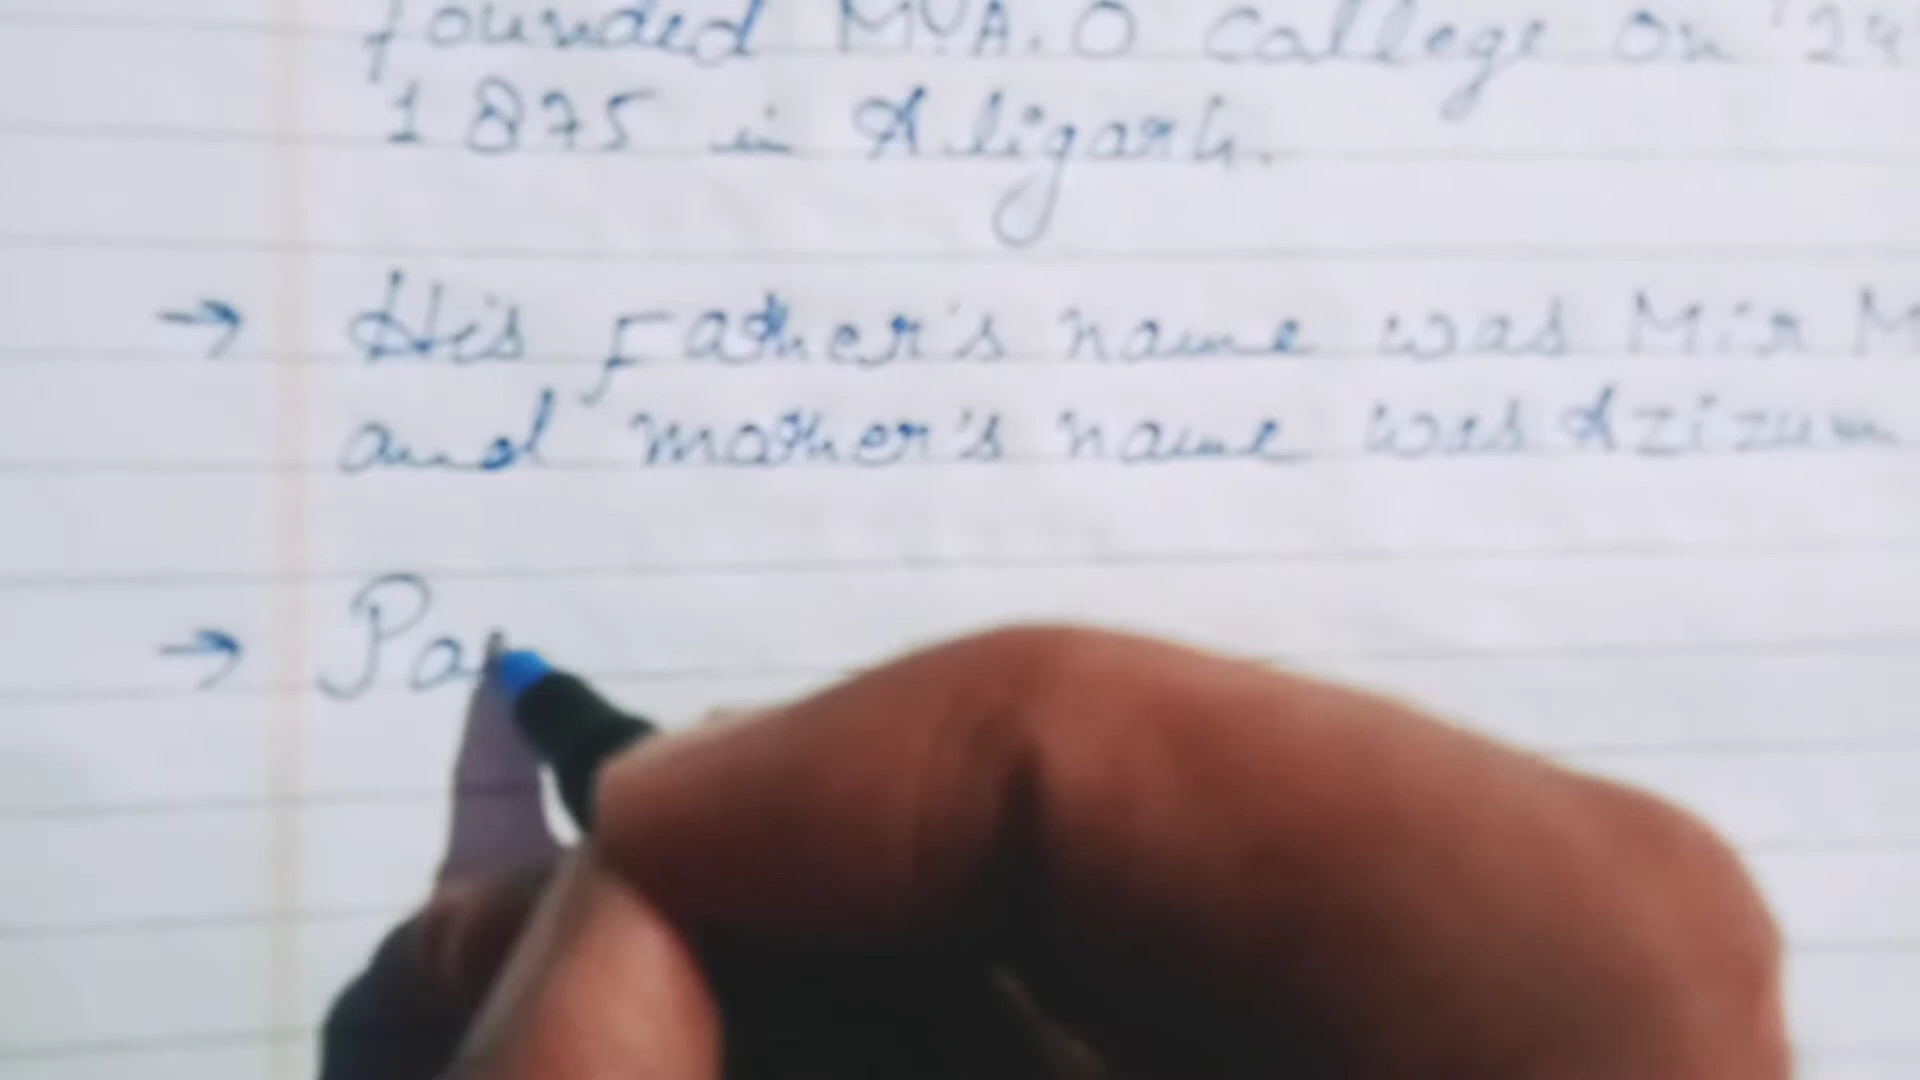 founded M.A.O College on 24
1875 in Aligarh.
→ His Father's name was Mir M
and mother's name was Azizun
→ Pa